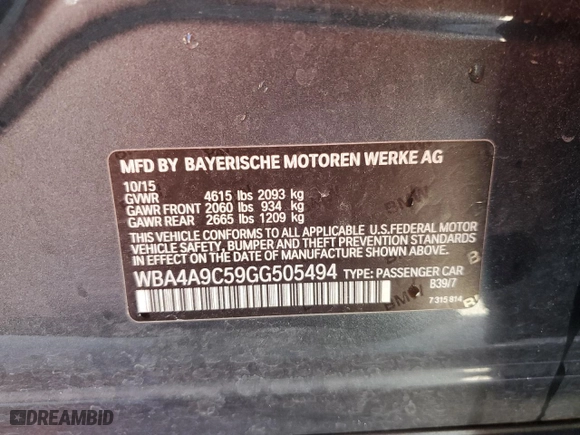 MFD BY BAYERISCHE MOTOREN WERKE AG
10/15
GVWR 4615 lbs 2093 kg
GAWR FRONT 2060 lbs 934 kg
GAWR REAR 2665 lbs 1209 kg
THIS VEHICLE CONFORMS TO ALL APPLICABLE U.S.FEDERAL MOTOR
VEHICLE SAFETY, BUMPER, AND THEFT PREVENTION STANDARDS
IN EFFECT ON THE DATE OF MANUFACTURE SHOWN ABOVE.
WBA4A9C59GG505494 TYPE: PASSENGER CAR
B39/7
7 315 814
DREAMBID